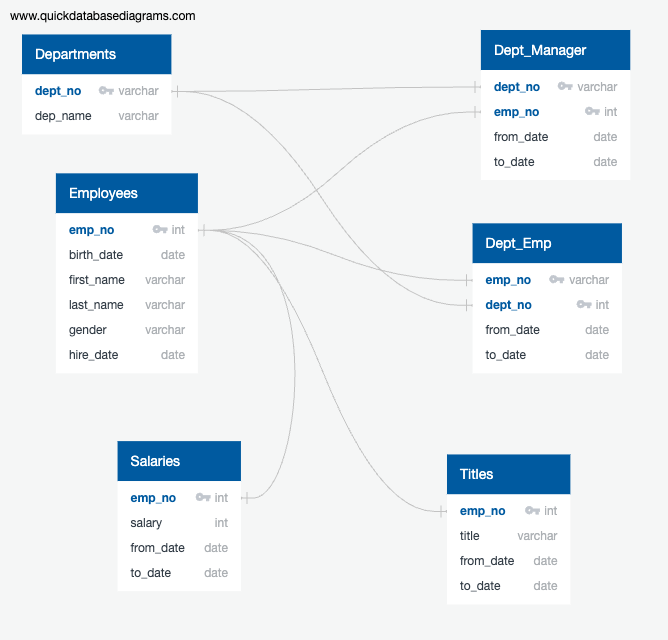 www.quickdatabasediagrams.com
Departments
dept_no varchar
dep_name varchar
Dept_Manager
dept_no varchar
emp_no int
from_date date
to_date date
Employees
emp_no int
birth_date date
first_name varchar
last_name varchar
gender varchar
hire_date date
Dept_Emp
emp_no varchar
dept_no int
from_date date
to_date date
Salaries
emp_no int
salary int
from_date date
to_date date
Titles
emp_no int
title varchar
from_date date
to_date date